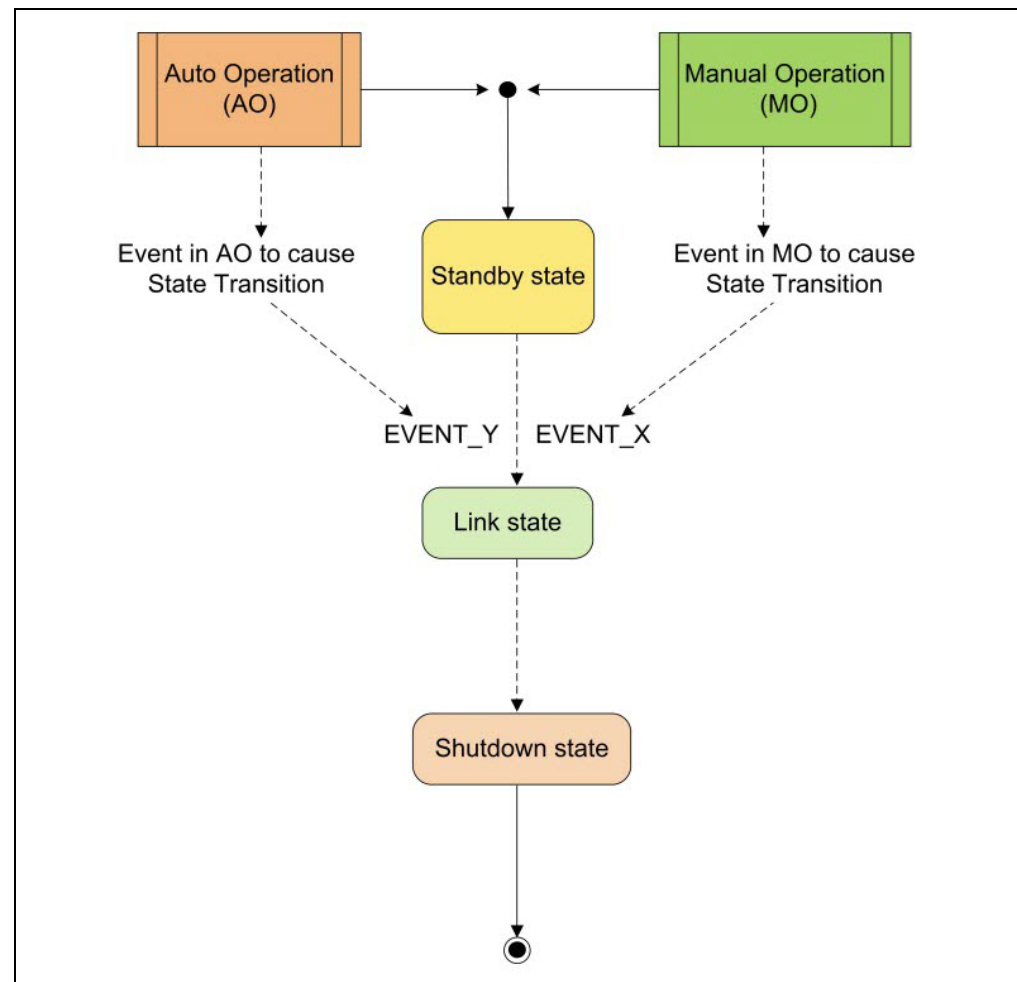 Auto Operation
(AO)
Manual Operation
(MO)
Event in AO to cause
State Transition
Standby state
Event in MO to cause
State Transition
EVENT_Y
EVENT_X
Link state
Shutdown state